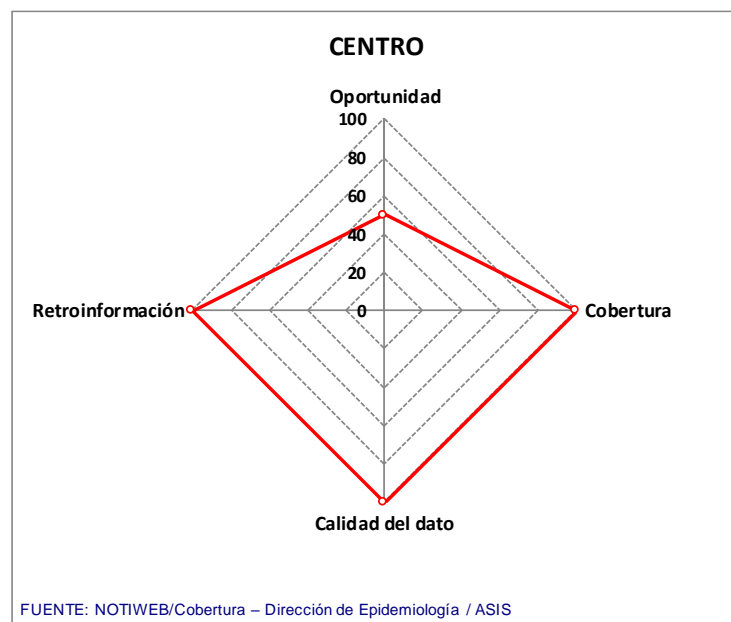 CENTRO
Oportunidad
100
80
60
40
20
0
Retroinformación
Cobertura
Calidad del dato
FUENTE: NOTIWEB/Cobertura – Dirección de Epidemiología / ASIS